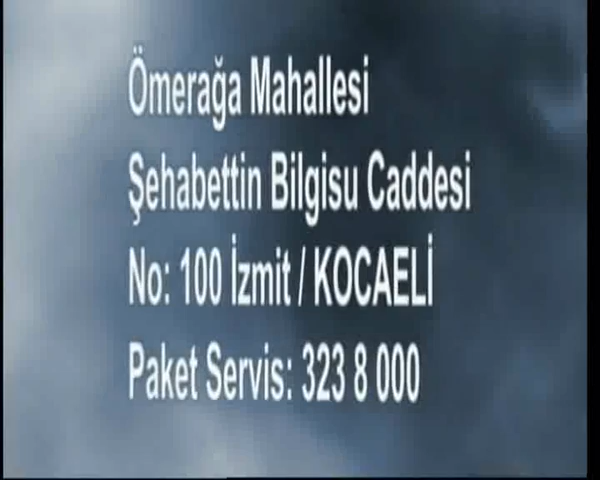 Ömerağa Mahallesi
Şehabettin Bilgisu Caddesi
No: 100 İzmit / KOCAELİ
Paket Servis: 323 8 000